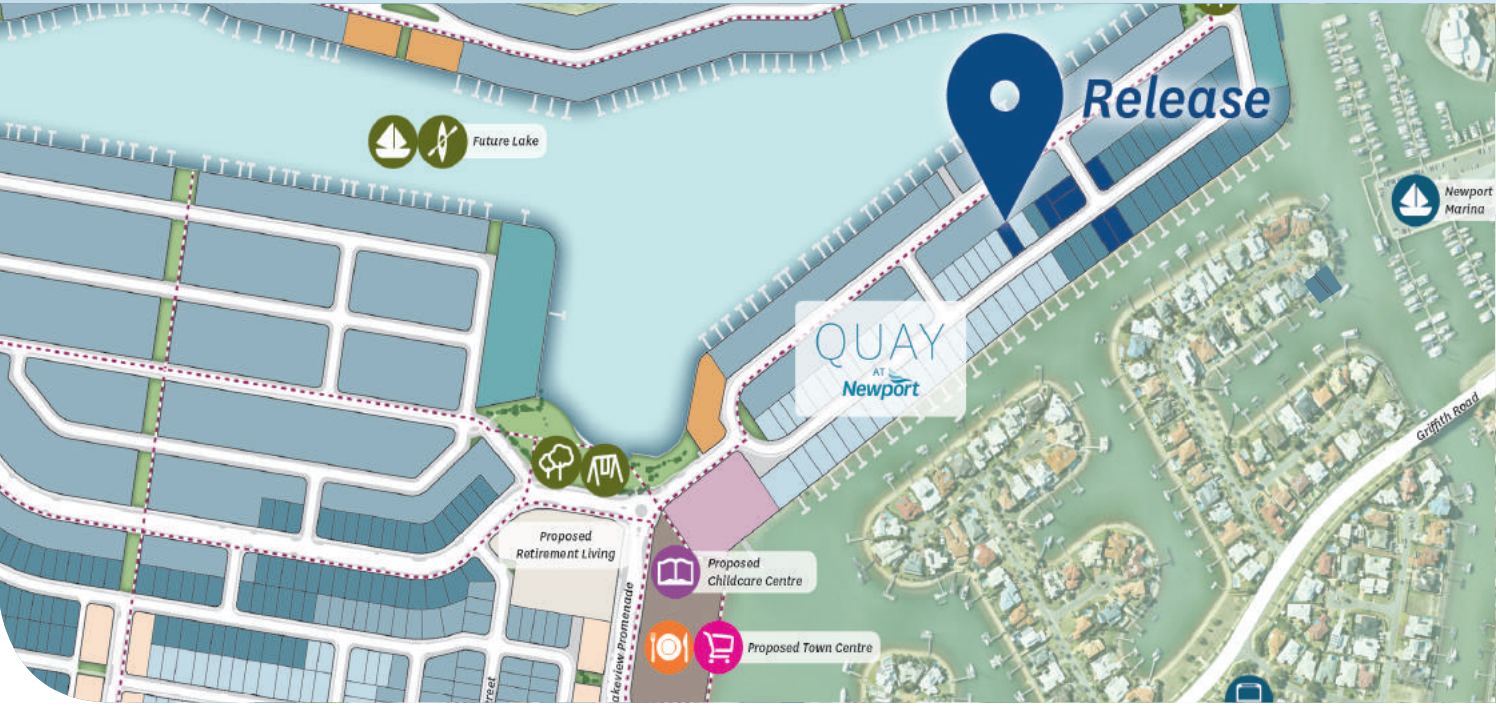 Release
Future Lake
Newport
Marina
QUAY
AT
Newport
Griffith Road
Proposed
Retirement Living
Proposed
Childcare Centre
Proposed Town Centre
akeview Promenade
reet